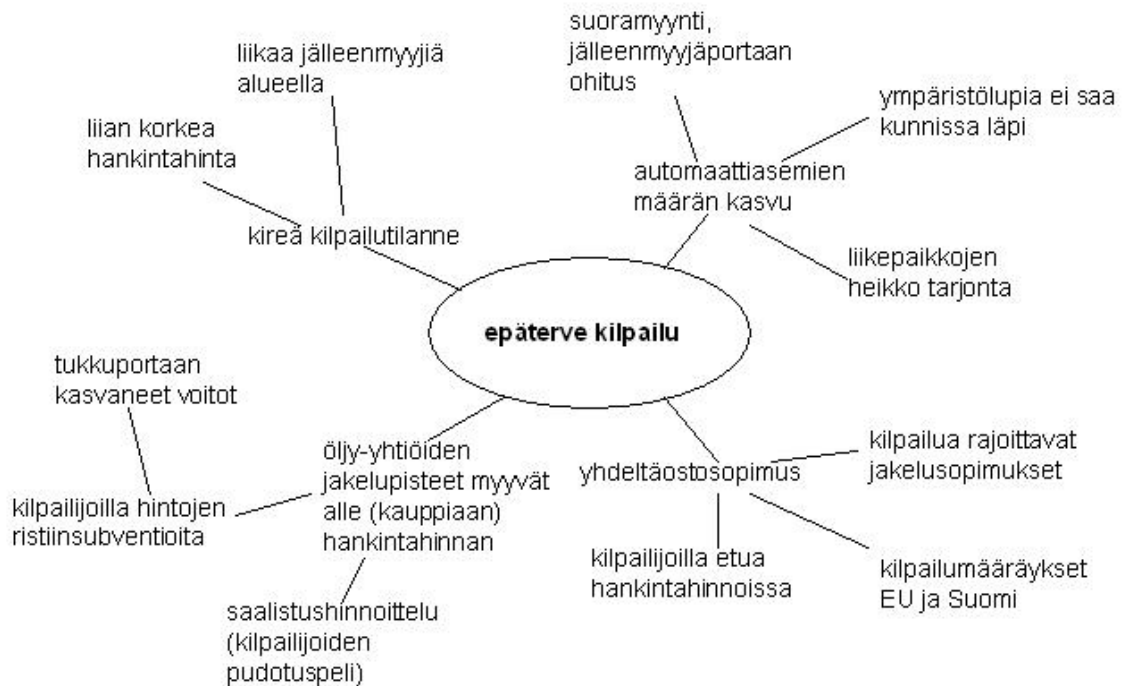 suoramyynti,
jälleenmyyjäportaan
ohitus
liikaa jälleenmyyjiä
alueella
ympäristölupia ei saa
kunnissa läpi
liian korkea
hankintahinta
automaattiasemien
määrän kasvu
kireä kilpailutilanne
liikepaikkojen
heikko tarjonta
epäterve kilpailu
tukkuportaan
kasvaneet voitot
öljy-yhtiöiden
jakelupisteet myyvät
alle (kauppiaan)
hankintahinnan
yhdeltäostosopimus
kilpailua rajoittavat
jakelusopimukset
kilpailijoilla hintojen
ristiinsubventioita
kilpailijoilla etua
hankintahinnoissa
kilpailumääräykset
EU ja Suomi
saalistushinnoittelu
(kilpailijoiden
pudotuspeli)